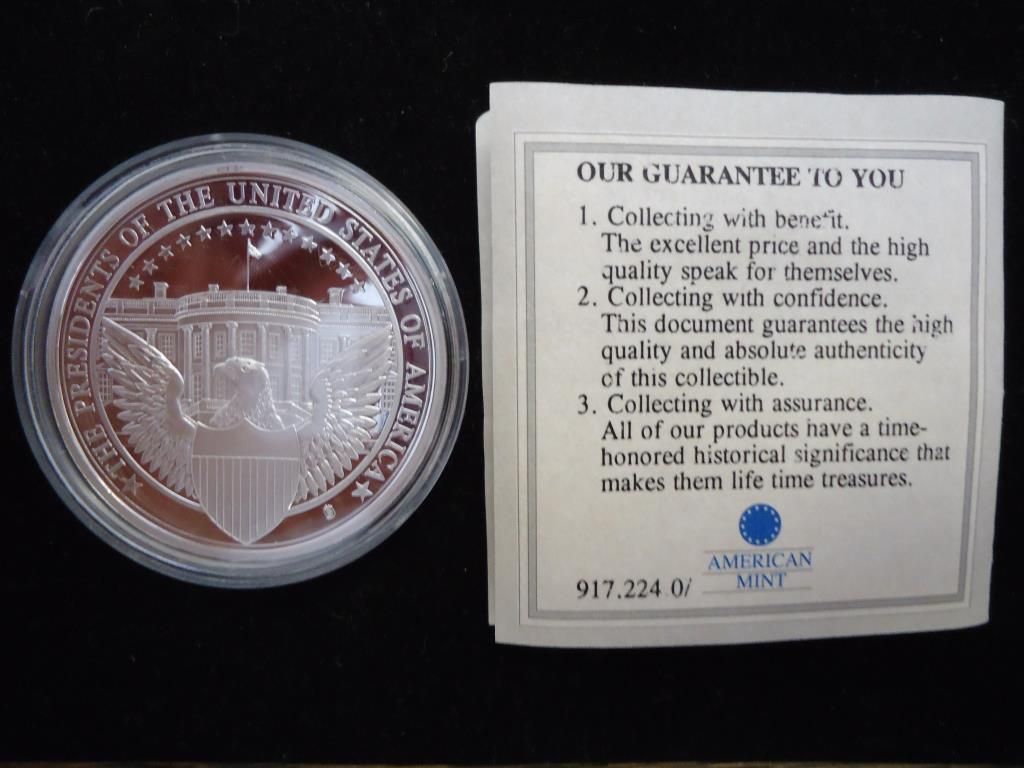 THE PRESIDENTS OF THE UNITED STATES OF AMERICA
OUR GUARANTEE TO YOU
1. Collecting with benefit.
The excellent price and the high
quality speak for themselves.
2. Collecting with confidence.
This document guarantees the high
quality and absolute authenticity
of this collectible.
3. Collecting with assurance.
All of our products have a time-
honored historical significance that
makes them life time treasures.
AMERICAN
MINT
917.224 0/